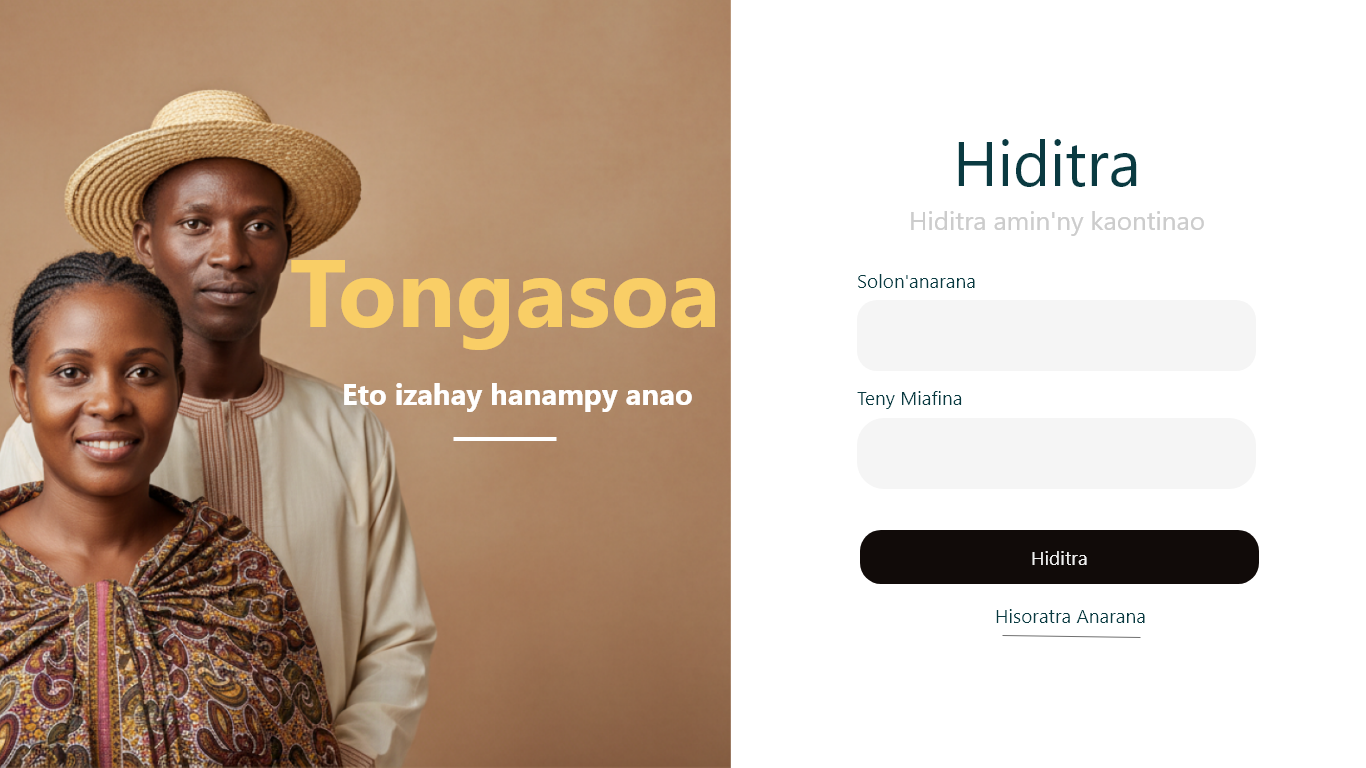 Tongasoa
Eto izahay hanampy anao
Hiditra
Hiditra amin'ny kaontinao
Solon'anarana
Teny Miafina
Hiditra
Hisoratra Anarana